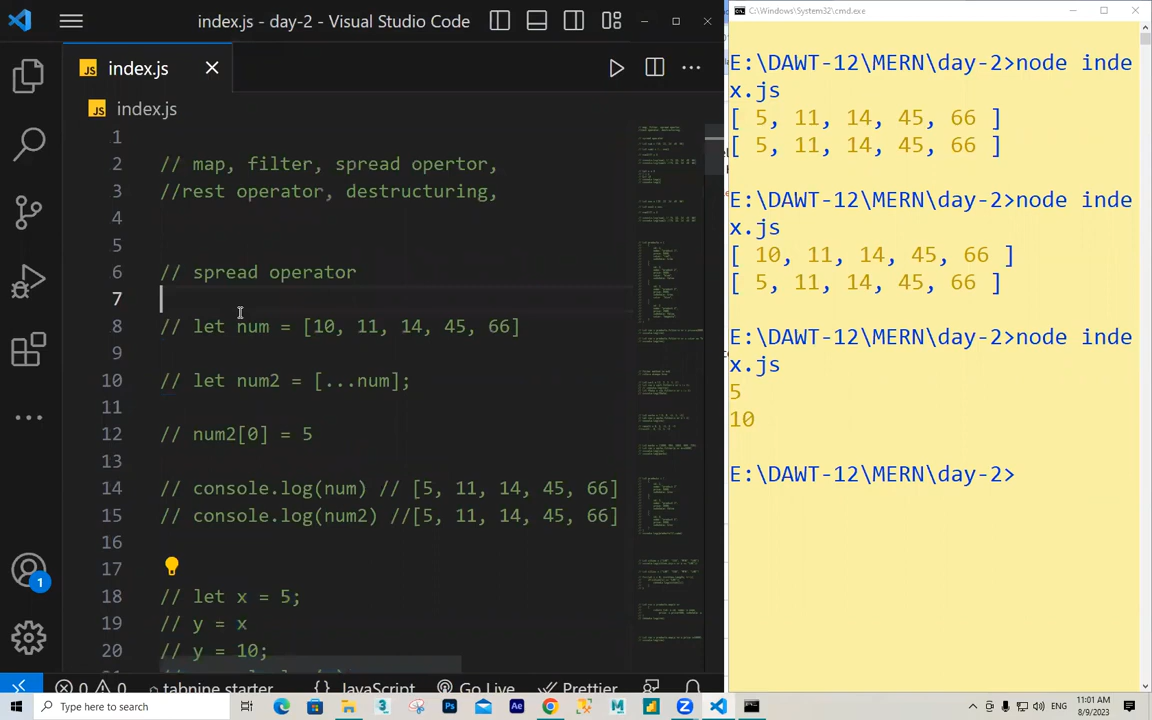 index.js - day-2 - Visual Studio Code
C:\Windows\System32\cmd.exe
JS index.js
JS index.js
1
2 // map, filter, spread opertor,
3 //rest operator, destructuring,
4
5
6 // spread operator
7
8 // let num = [10, 11, 14, 45, 66]
9
10 // let num2 = [...num];
11
12 // num2[0] = 5
13
14 // console.log(num) // [5, 11, 14, 45, 66]
15 // console.log(num2) //[5, 11, 14, 45, 66]
16
17
18 // let x = 5;
19 // y = x
20 // y = 10;
E:\DAWT-12\MERN\day-2>node inde
x.js
[ 5, 11, 14, 45, 66 ]
[ 5, 11, 14, 45, 66 ]
E:\DAWT-12\MERN\day-2>node inde
x.js
[ 10, 11, 14, 45, 66 ]
[ 5, 11, 14, 45, 66 ]
E:\DAWT-12\MERN\day-2>node inde
x.js
5
10
E:\DAWT-12\MERN\day-2>
1
0 0 tabnine starter {} JavaScript Go Live Prettier
Type here to search
Ps
Ae
ENG
11:01 AM
8/9/2023